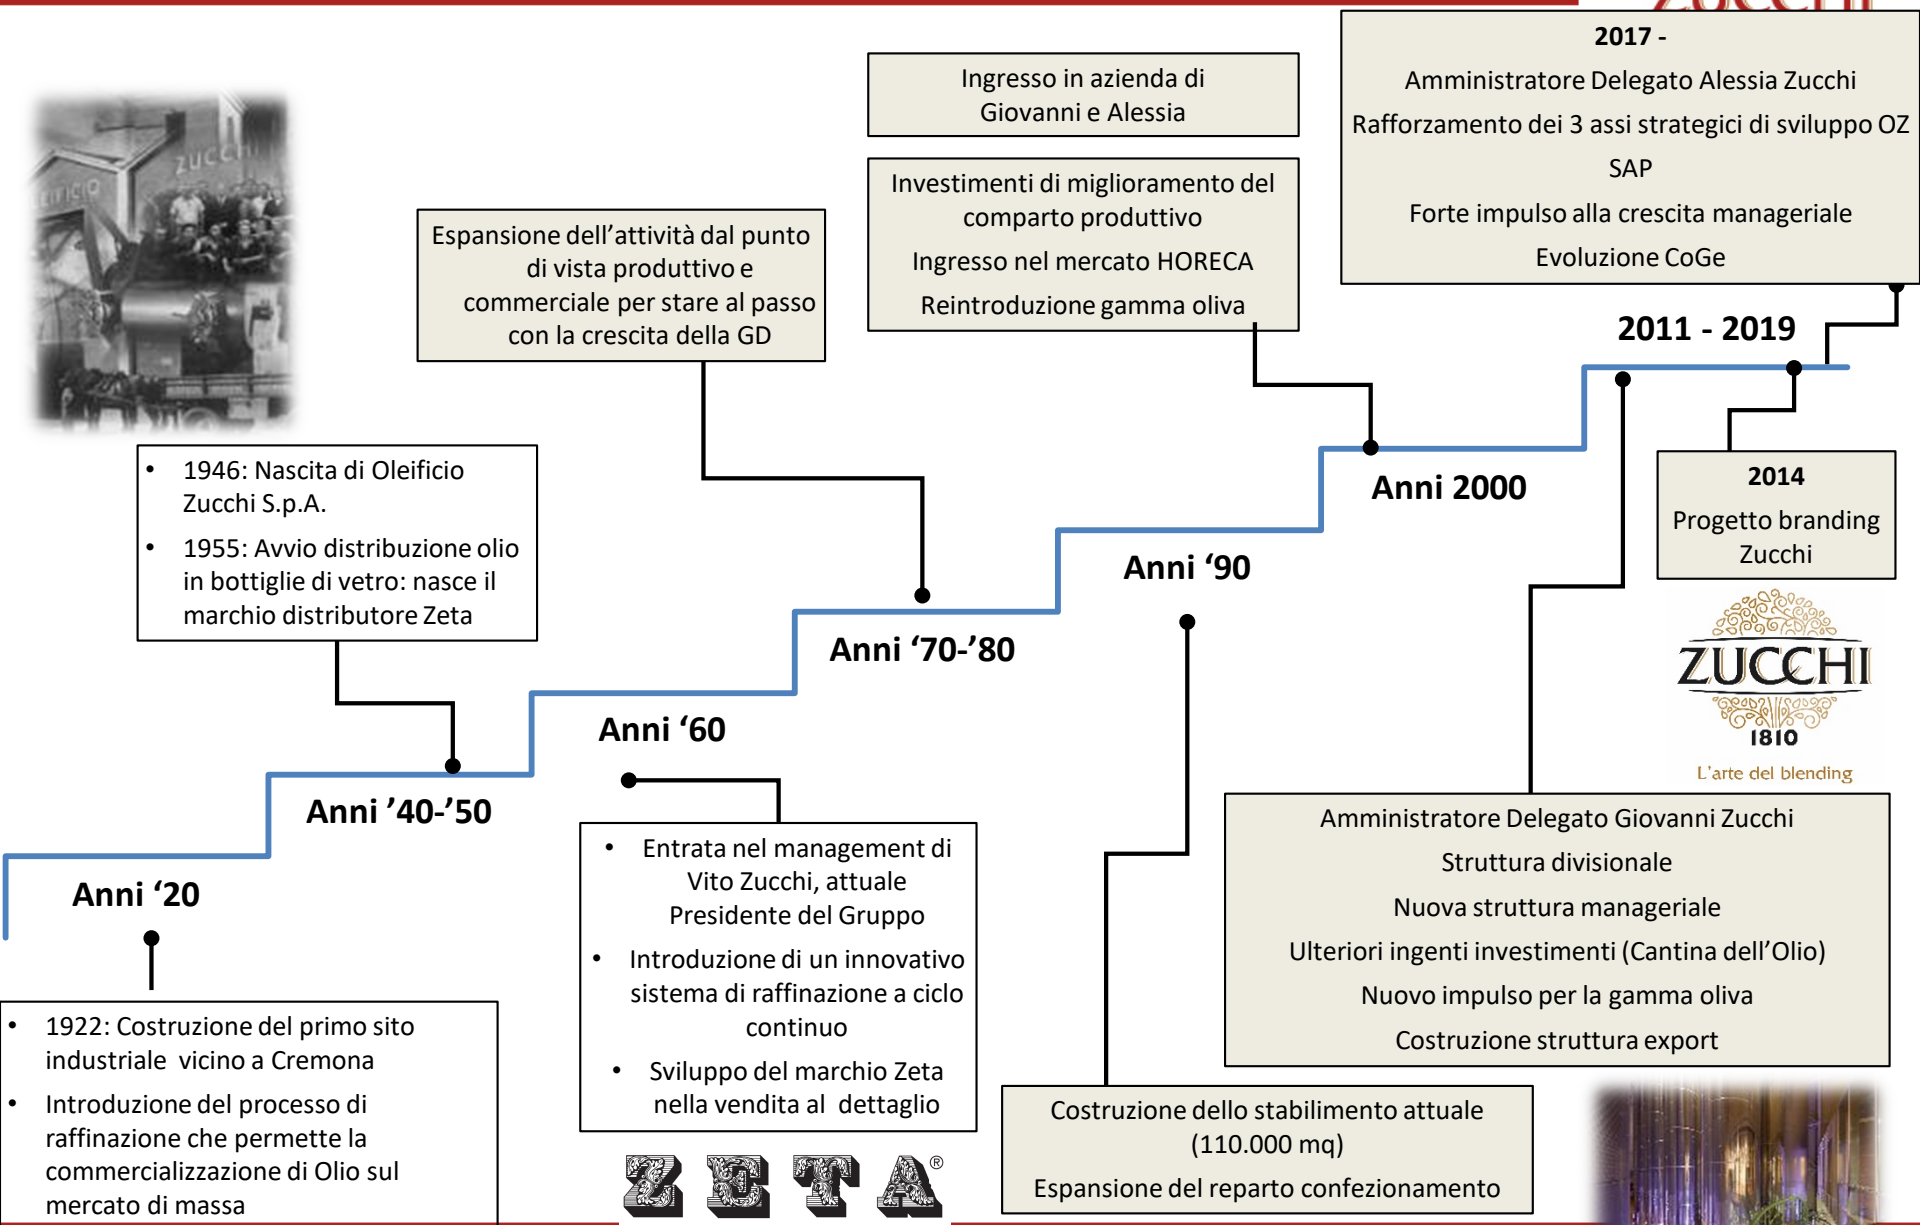 ZUCCHI
2017 -
Amministratore Delegato Alessia Zucchi
Rafforzamento dei 3 assi strategici di sviluppo OZ
SAP
Forte impulso alla crescita manageriale
Evoluzione CoGe
Ingresso in azienda di
Giovanni e Alessia
Investimenti di miglioramento del
comparto produttivo
Ingresso nel mercato HORECA
Reintroduzione gamma oliva
ZUCCHI
Espansione dell’attività dal punto
di vista produttivo e
commerciale per stare al passo
con la crescita della GD
2011 - 2019
• 1946: Nascita di Oleificio
Zucchi S.p.A.
• 1955: Avvio distribuzione olio
in bottiglie di vetro: nasce il
marchio distributore Zeta
Anni 2000
2014
Progetto branding
Zucchi
Anni ‘90
Anni ‘70-’80
ZUCCHI
1810
L'arte del blending
Anni ‘60
Anni ’40-’50
Anni ‘20
• Entrata nel management di
Vito Zucchi, attuale
Presidente del Gruppo
• Introduzione di un innovativo
sistema di raffinazione a ciclo
continuo
• Sviluppo del marchio Zeta
nella vendita al dettaglio
Amministratore Delegato Giovanni Zucchi
Struttura divisionale
Nuova struttura manageriale
Ulteriori ingenti investimenti (Cantina dell’Olio)
Nuovo impulso per la gamma oliva
Costruzione struttura export
• 1922: Costruzione del primo sito
industriale vicino a Cremona
• Introduzione del processo di
raffinazione che permette la
commercializzazione di Olio sul
mercato di massa
Costruzione dello stabilimento attuale
(110.000 mq)
Espansione del reparto confezionamento
ZETA®